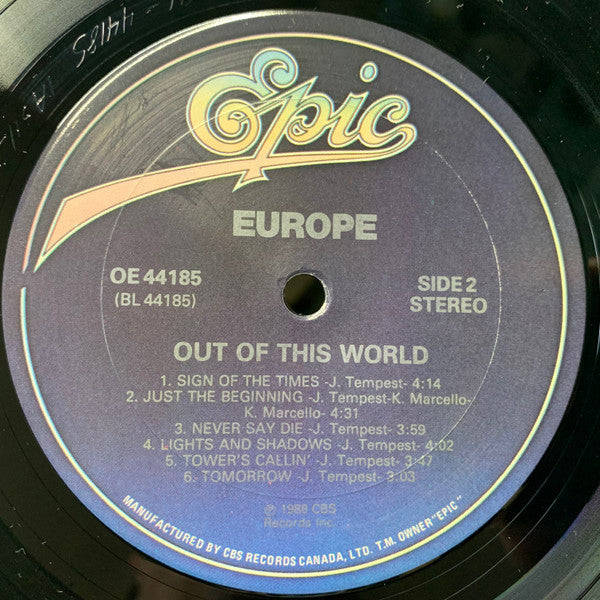 44185
Epic
EUROPE
OE 44185
(BL 44185)
SIDE 2
STEREO
OUT OF THIS WORLD
1. SIGN OF THE TIMES -J. Tempest- 4:14
2. JUST THE BEGINNING -J. Tempest-K. Marcello-
K. Marcello- 4:31
3. NEVER SAY DIE -J. Tempest- 3:59
4. LIGHTS AND SHADOWS -J. Tempest- 4:02
5. TOWER'S CALLIN' -J. Tempest- 3:47
6. TOMORROW -J. Tempest- 3:03
℗ 1988 CBS
Records Inc.
MANUFACTURED BY CBS RECORDS CANADA, LTD. T.M. OWNER "EPIC"